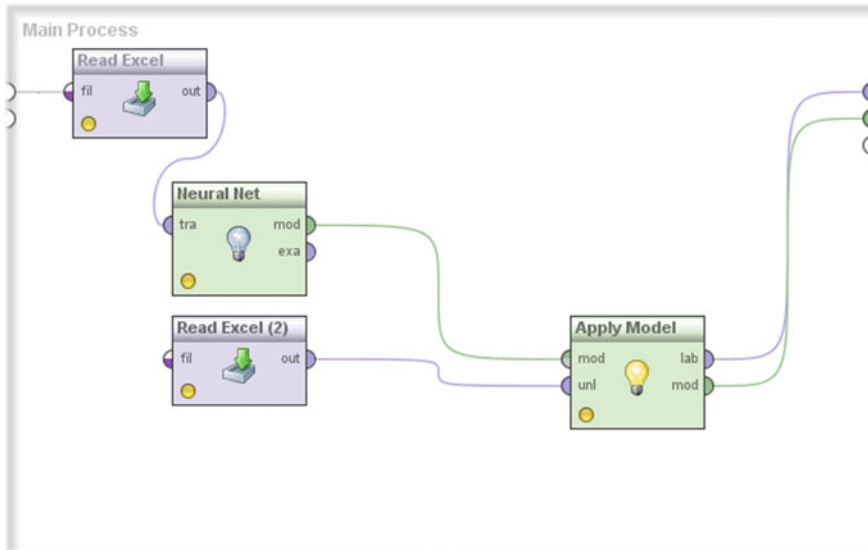 Main Process
Read Excel
fil out
Neural Net
tra mod
exa
Read Excel (2)
fil out
Apply Model
mod lab
unl mod